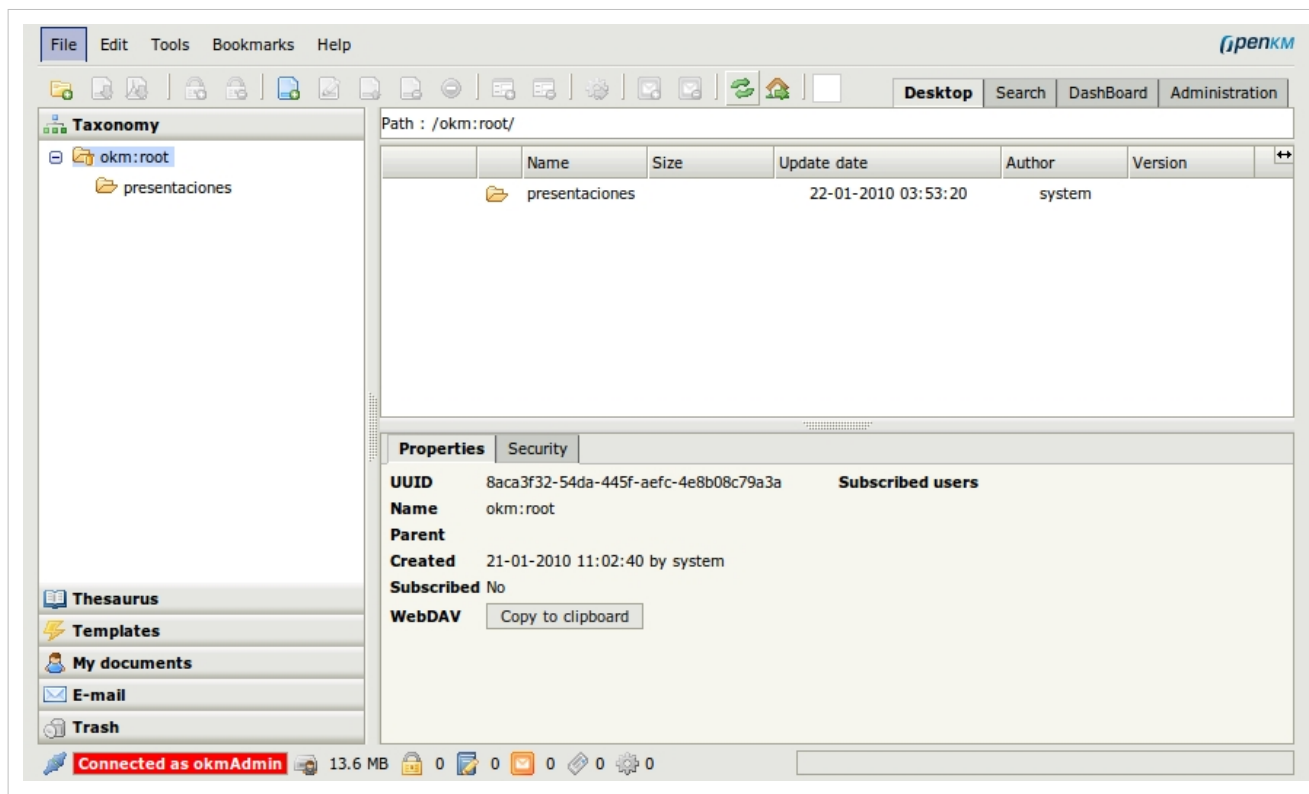 File Edit Tools Bookmarks Help
OpenKM
Desktop Search DashBoard Administration
Taxonomy
okm:root
presentaciones
Thesaurus
Templates
My documents
E-mail
Trash
Path : /okm:root/
Name Size Update date Author Version
presentaciones 22-01-2010 03:53:20 system
Properties Security
UUID 8aca3f32-54da-445f-aefc-4e8b08c79a3a Subscribed users
Name okm:root
Parent
Created 21-01-2010 11:02:40 by system
Subscribed No
WebDAV Copy to clipboard
Connected as okmAdmin 13.6 MB 0 0 0 0 0